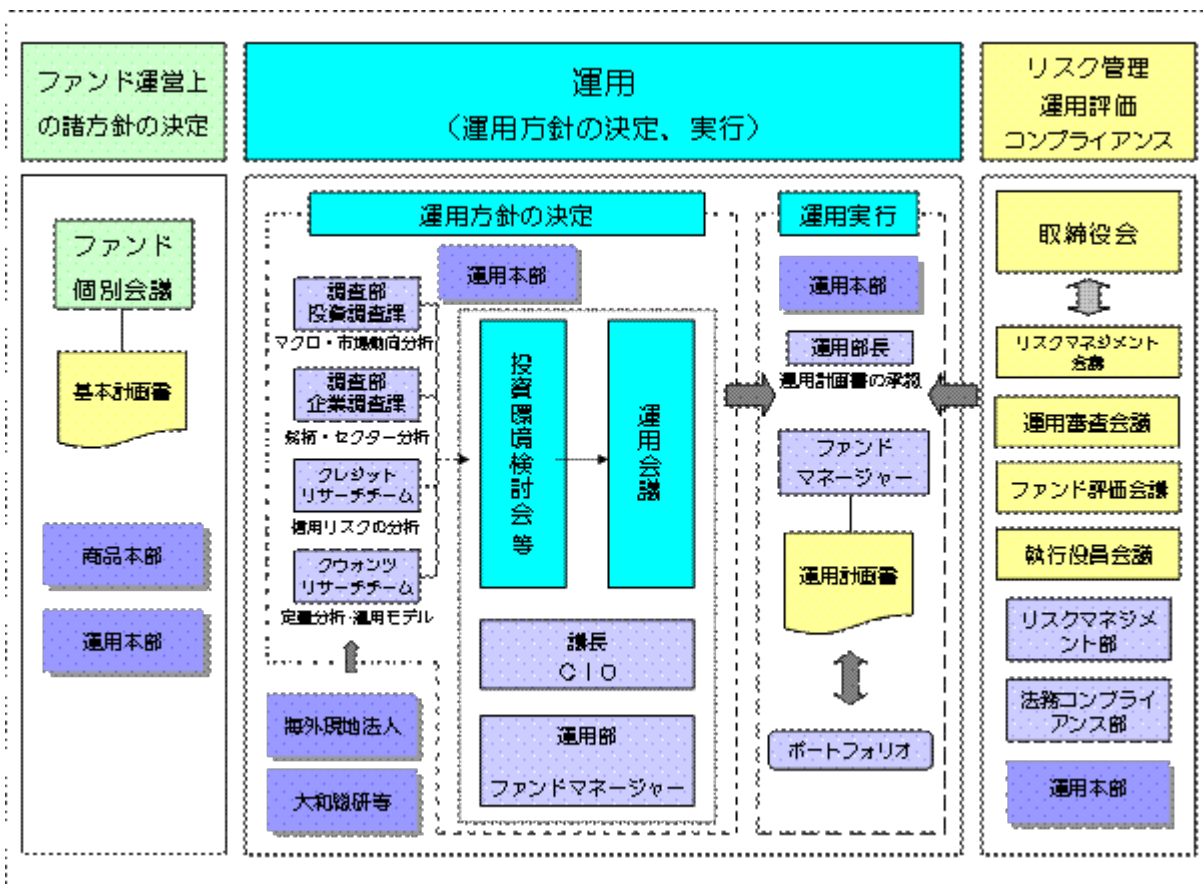 ファンド運営上
の諸方針の決定
運用
（運用方針の決定、実行）
リスク管理
運用評価
コンプライアンス
ファンド
個別会議
基本計画書
商品本部
運用本部
運用方針の決定
運用本部
調査部
投資調査課
マクロ・市場動向分析
調査部
企業調査課
銘柄・セクター分析
クレジット
リサーチチーム
信用リスクの分析
クウォンツ
リサーチチーム
定量分析・運用モデル
海外現地法人
大和総研等
投資環境検討会等
運用会議
議長
ＣＩＯ
運用部
ファンドマネージャー
運用実行
運用本部
運用部長
運用計画書の承認
ファンド
マネージャー
運用計画書
ポートフォリオ
取締役会
リスクマネジメント
会議
運用審査会議
ファンド評価会議
執行役員会議
リスクマネジメ
ント部
法務コンプライ
アンス部
運用本部